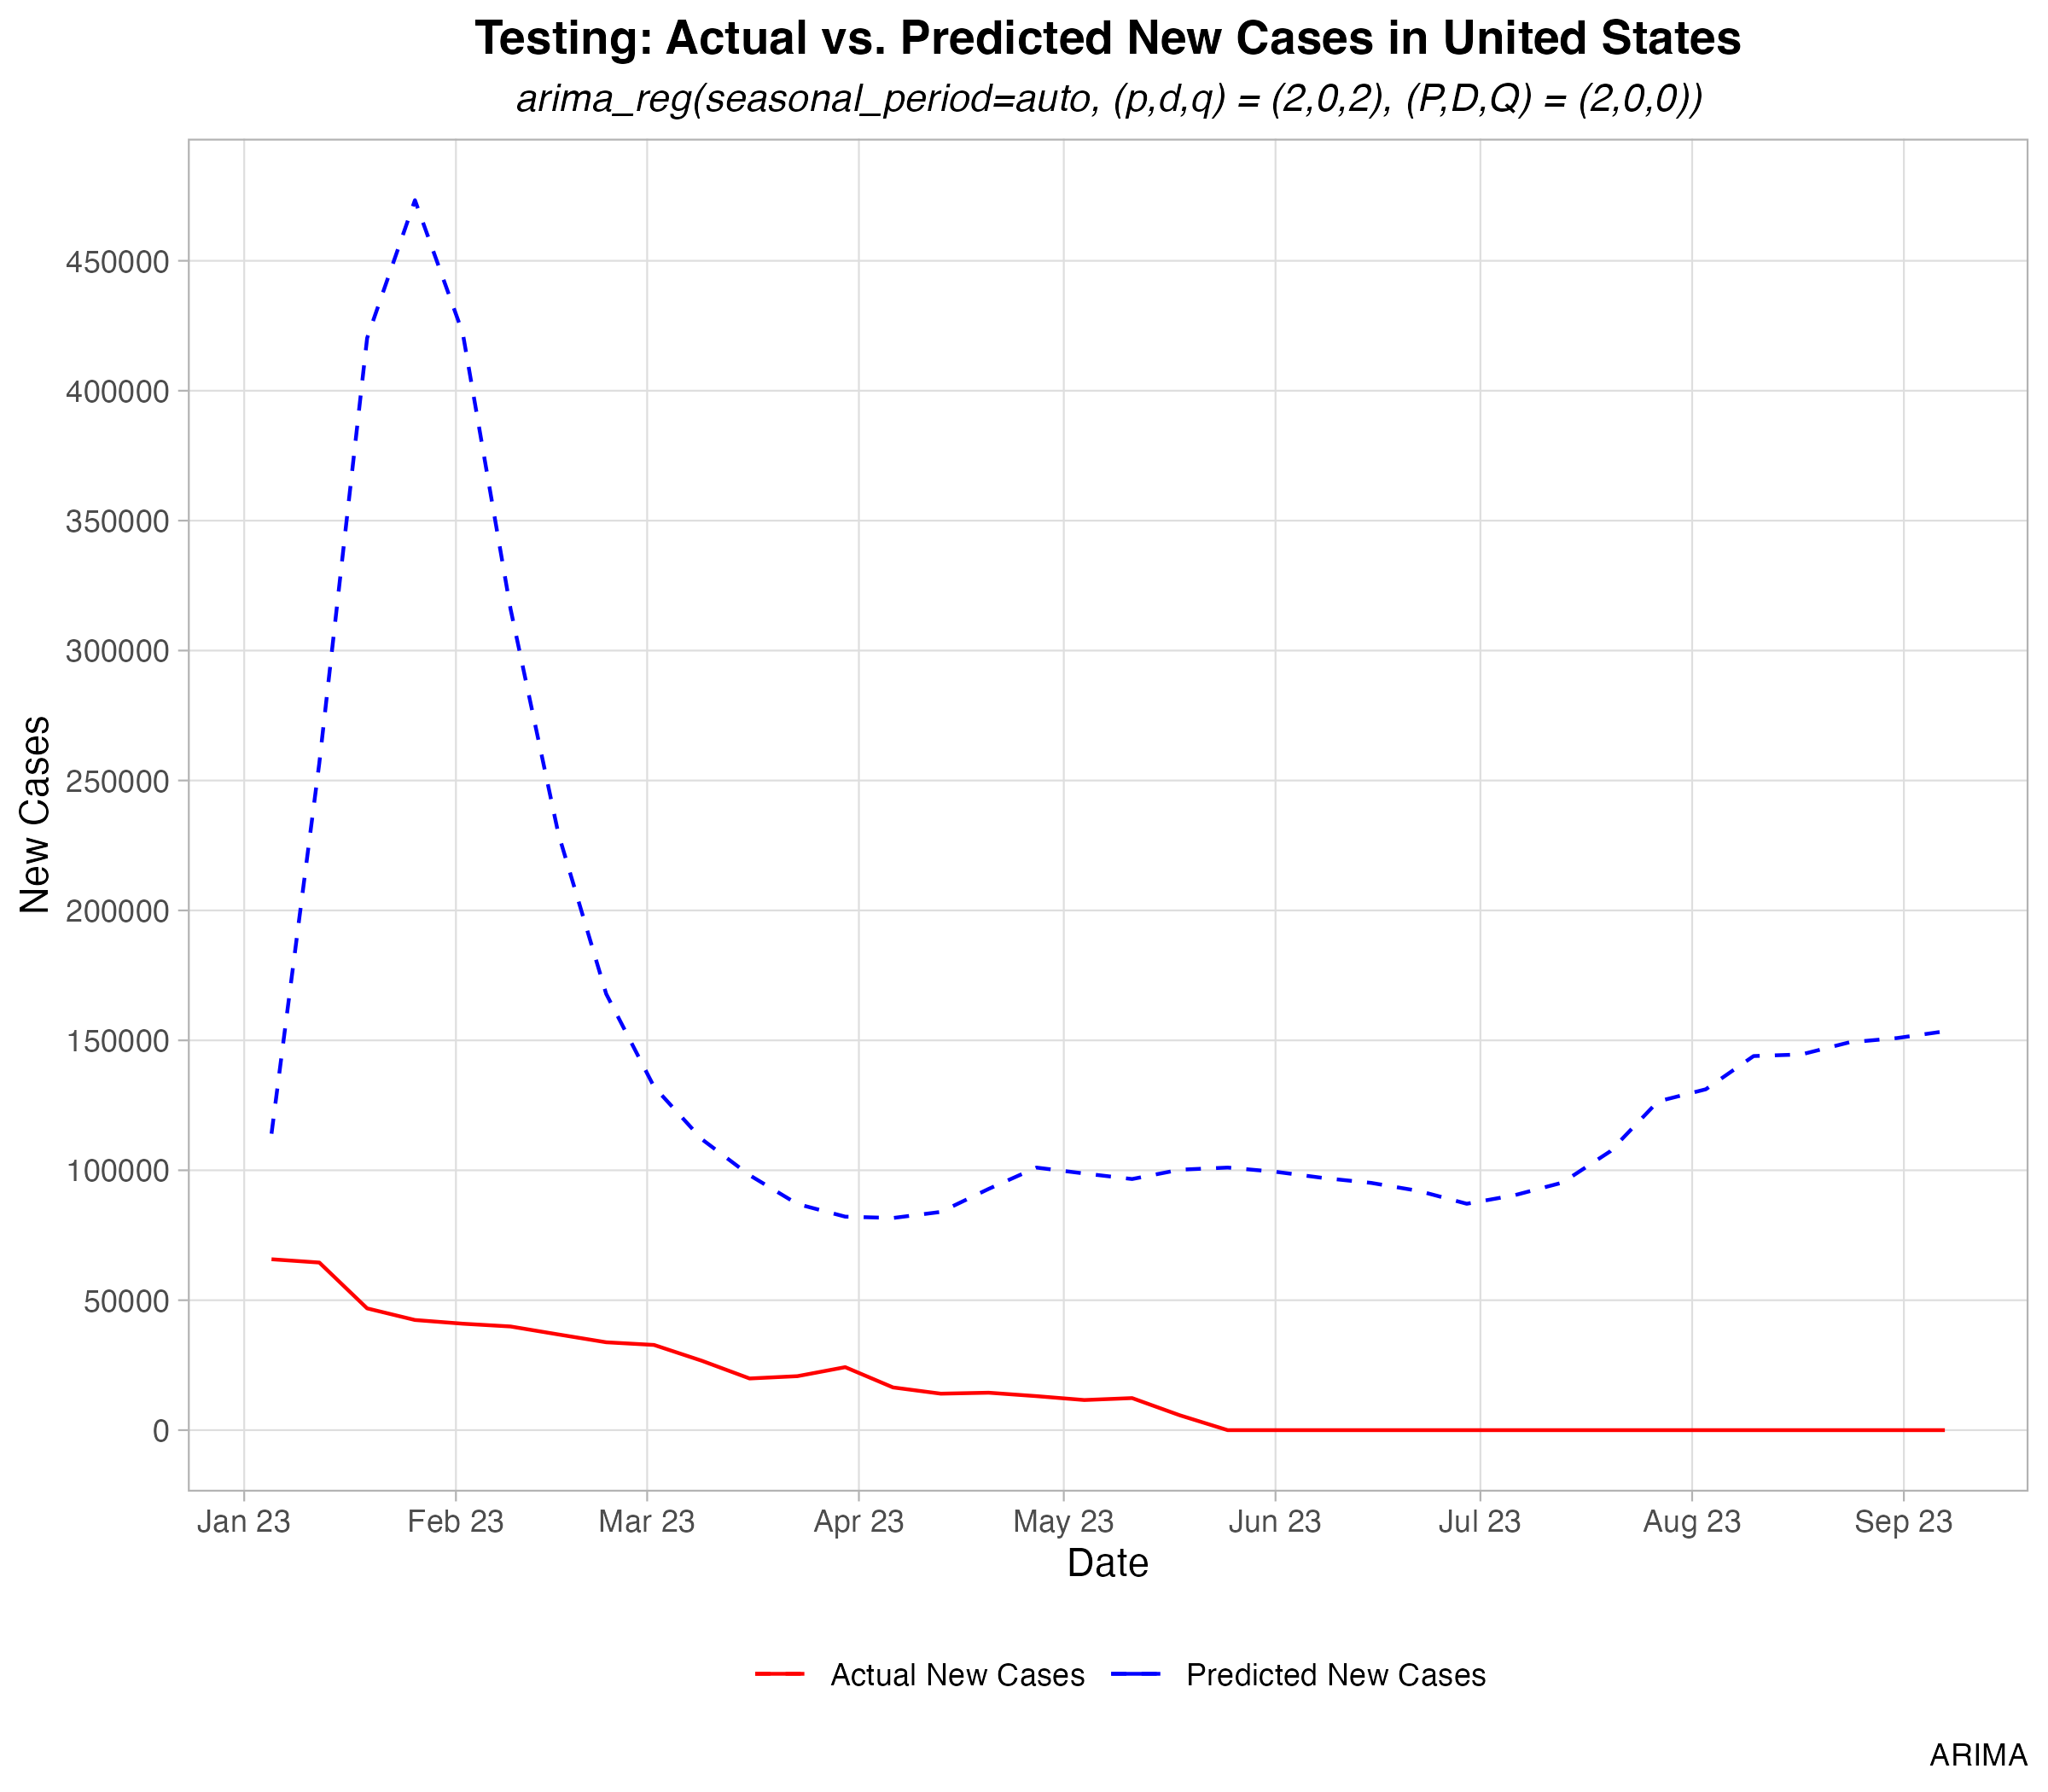 Testing: Actual vs. Predicted New Cases in United States
arima_reg(seasonal_period=auto, (p,d,q) = (2,0,2), (P,D,Q) = (2,0,0))
New Cases
450000
400000
350000
300000
250000
200000
150000
100000
50000
0
Jan 23 Feb 23 Mar 23 Apr 23 May 23 Jun 23 Jul 23 Aug 23 Sep 23
Date
Actual New Cases Predicted New Cases
ARIMA